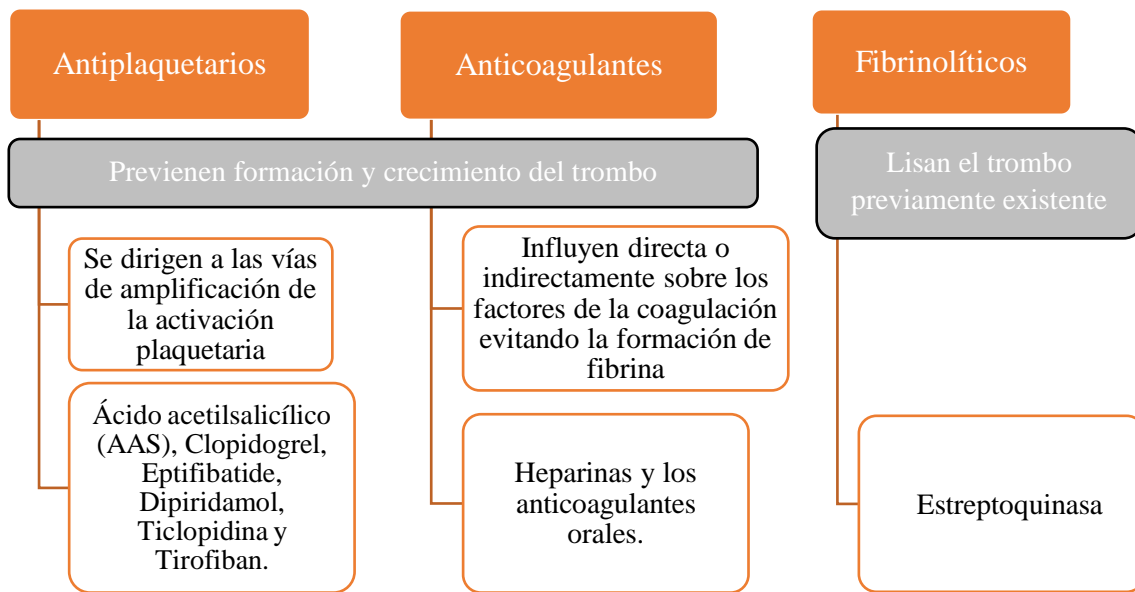 Antiplaquetarios
Anticoagulantes
Fibrinolíticos
Previenen formación y crecimiento del trombo
Lisan el trombo
previamente existente
Se dirigen a las vías
de amplificación de
la activación
plaquetaria
Influyen directa o
indirectamente sobre los
factores de la coagulación
evitando la formación de
fibrina
Ácido acetilsalicílico
(AAS), Clopidogrel,
Eptifibatide,
Dipiridamol,
Ticlopidina y
Tirofiban.
Heparinas y los
anticoagulantes
orales.
Estreptoquinasa